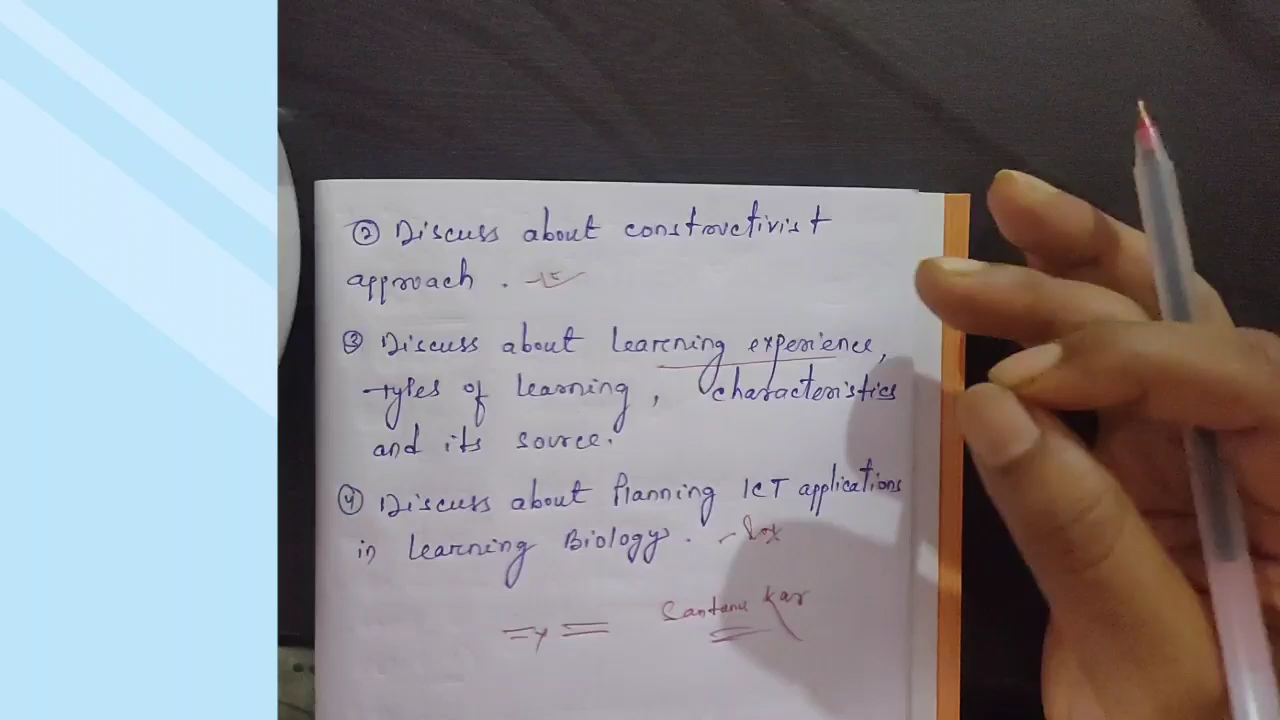 ② Discuss about constructivist
approach.
③ Discuss about learning experience,
types of learning, characteristics
and its source.
④ Discuss about Planning ICT applications
in learning Biology.
Santanu Kar